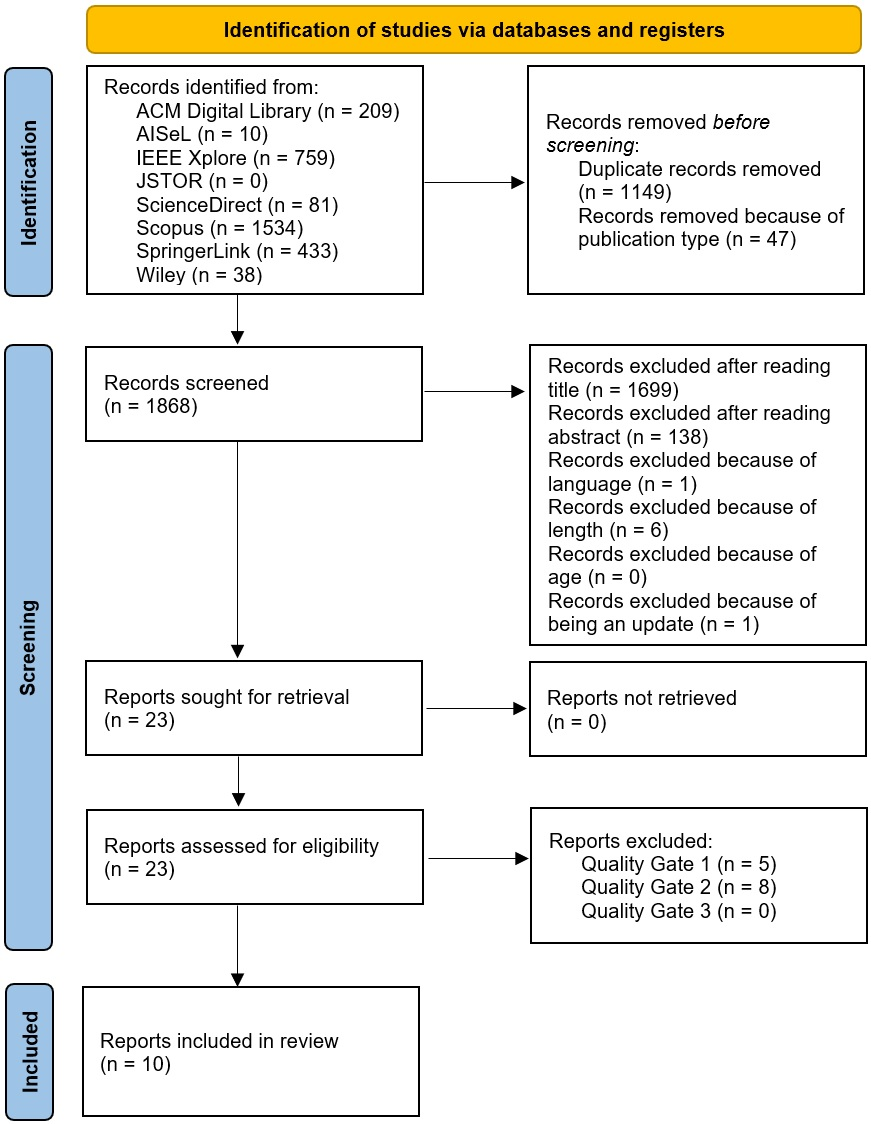 Identification of studies via databases and registers
Identification
Records identified from:
ACM Digital Library (n = 209)
AISeL (n = 10)
IEEE Xplore (n = 759)
JSTOR (n = 0)
ScienceDirect (n = 81)
Scopus (n = 1534)
SpringerLink (n = 433)
Wiley (n = 38)
Records removed before
screening:
Duplicate records removed
(n = 1149)
Records removed because of
publication type (n = 47)
Screening
Records screened
(n = 1868)
Records excluded after reading
title (n = 1699)
Records excluded after reading
abstract (n = 138)
Records excluded because of
language (n = 1)
Records excluded because of
length (n = 6)
Records excluded because of
age (n = 0)
Records excluded because of
being an update (n = 1)
Reports sought for retrieval
(n = 23)
Reports not retrieved
(n = 0)
Reports assessed for eligibility
(n = 23)
Reports excluded:
Quality Gate 1 (n = 5)
Quality Gate 2 (n = 8)
Quality Gate 3 (n = 0)
Included
Reports included in review
(n = 10)